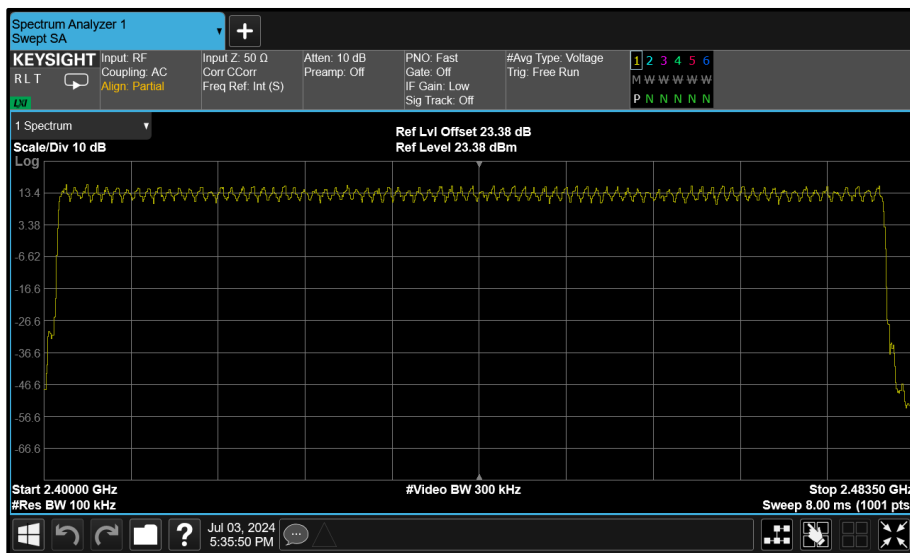 Spectrum Analyzer 1
Swept SA
KEYSIGHT
R L T
LXI
Input: RF
Coupling: AC
Align: Partial
Input Z: 50 Ω
Corr CCorr
Freq Ref: Int (S)
Atten: 10 dB
Preamp: Off
PNO: Fast
Gate: Off
IF Gain: Low
Sig Track: Off
#Avg Type: Voltage
Trig: Free Run
1 2 3 4 5 6
M W W W W W
P N N N N N
1 Spectrum
Scale/Div 10 dB
Ref Lvl Offset 23.38 dB
Ref Level 23.38 dBm
Log
13.4
3.38
-6.62
-16.6
-26.6
-36.6
-46.6
-56.6
-66.6
Start 2.40000 GHz
#Res BW 100 kHz
#Video BW 300 kHz
Stop 2.48350 GHz
Sweep 8.00 ms (1001 pts
?
Jul 03, 2024
5:35:50 PM